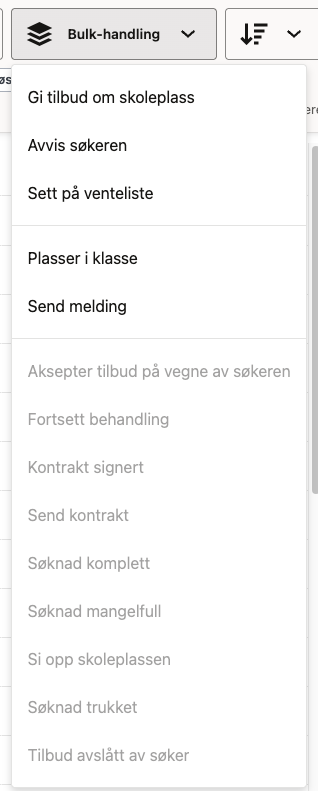 Bulk-handling
Gi tilbud om skoleplass
Avvis søkeren
Sett på venteliste
Plasser i klasse
Send melding
Aksepter tilbud på vegne av søkeren
Fortsett behandling
Kontrakt signert
Send kontrakt
Søknad komplett
Søknad mangelfull
Si opp skoleplassen
Søknad trukket
Tilbud avslått av søker